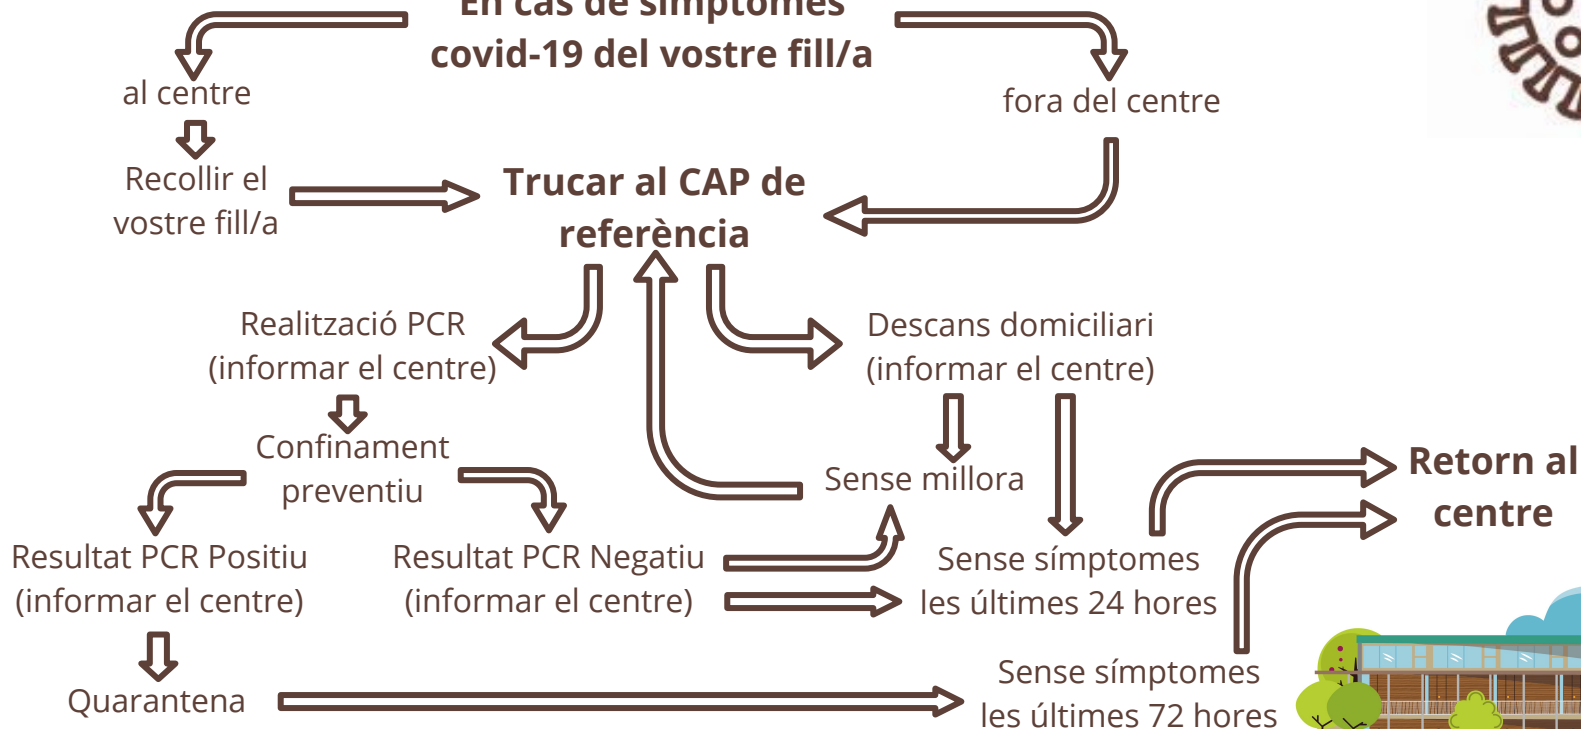 En cas de símptomes
covid-19 del vostre fill/a
al centre
fora del centre
Recollir el
vostre fill/a
Trucar al CAP de
referència
Realització PCR
(informar el centre)
Descans domiciliari
(informar el centre)
Confinament
preventiu
Sense millora
Retorn al
centre
Resultat PCR Positiu
(informar el centre)
Resultat PCR Negatiu
(informar el centre)
Sense símptomes
les últimes 24 hores
Quarantena
Sense símptomes
les últimes 72 hores